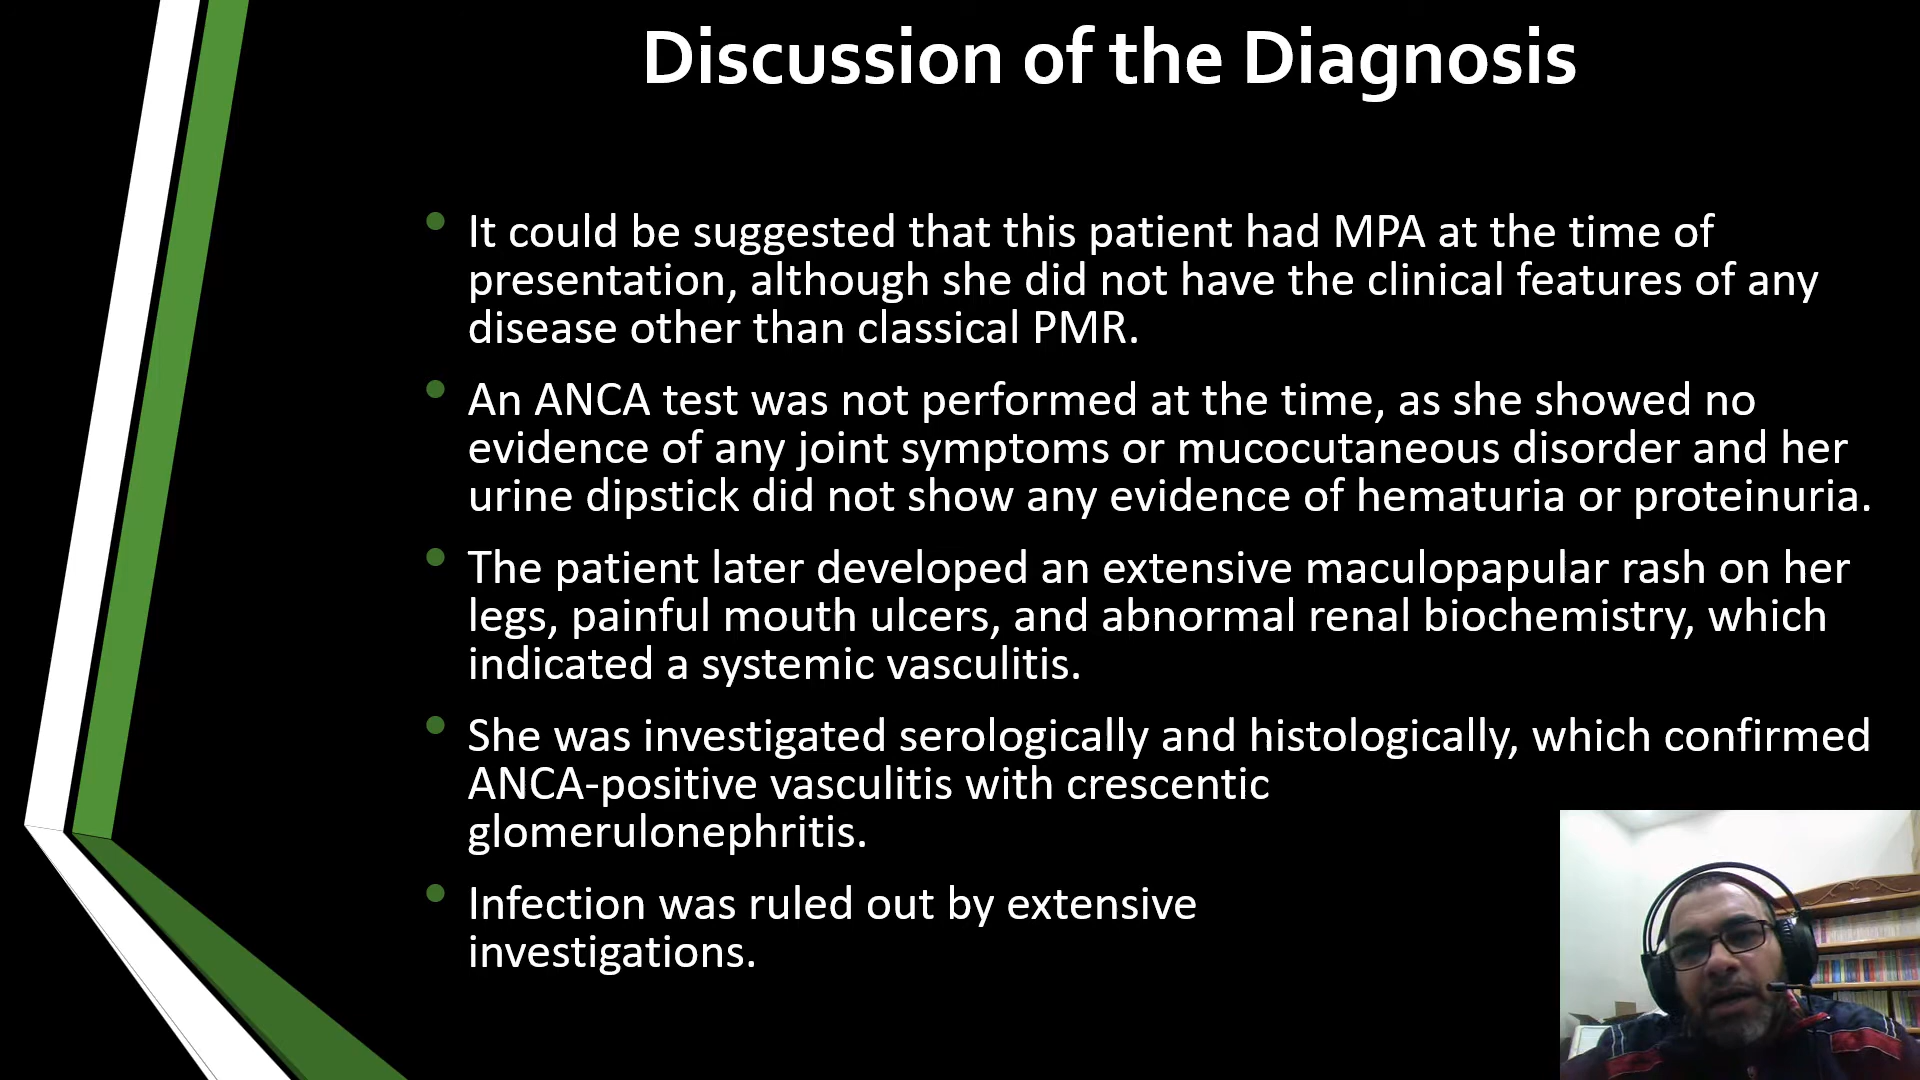 Discussion of the Diagnosis
It could be suggested that this patient had MPA at the time of
presentation, although she did not have the clinical features of any
disease other than classical PMR.
An ANCA test was not performed at the time, as she showed no
evidence of any joint symptoms or mucocutaneous disorder and her
urine dipstick did not show any evidence of hematuria or proteinuria.
The patient later developed an extensive maculopapular rash on her
legs, painful mouth ulcers, and abnormal renal biochemistry, which
indicated a systemic vasculitis.
She was investigated serologically and histologically, which confirmed
ANCA-positive vasculitis with crescentic
glomerulonephritis.
Infection was ruled out by extensive
investigations.